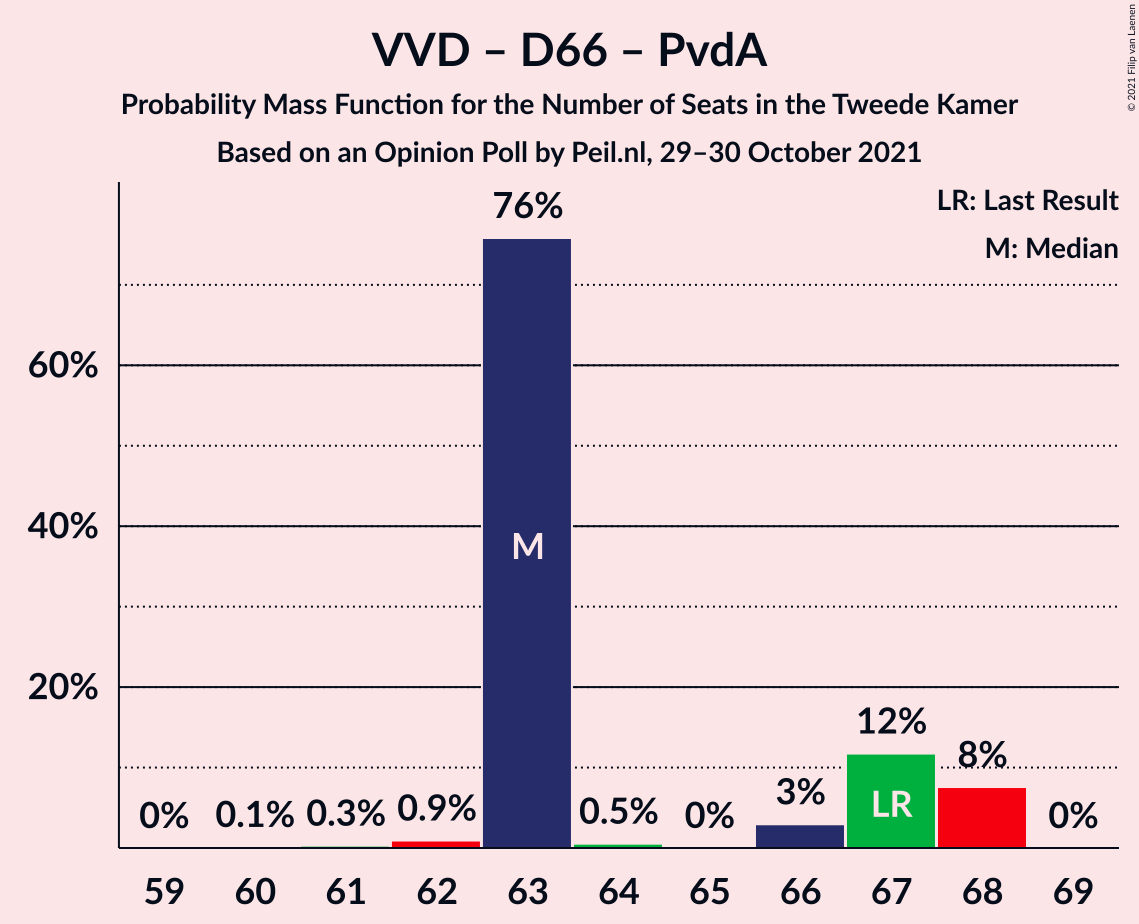 VVD – D66 – PvdA
Probability Mass Function for the Number of Seats in the Tweede Kamer
Based on an Opinion Poll by Peil.nl, 29–30 October 2021
© 2021 Filip van Laenen
LR: Last Result
M: Median
76%
60%
40%
20%
M
12%
8%
3%
LR
0%
0.1%
0.3%
0.9%
0.5%
0%
0%
59 60 61 62 63 64 65 66 67 68 69